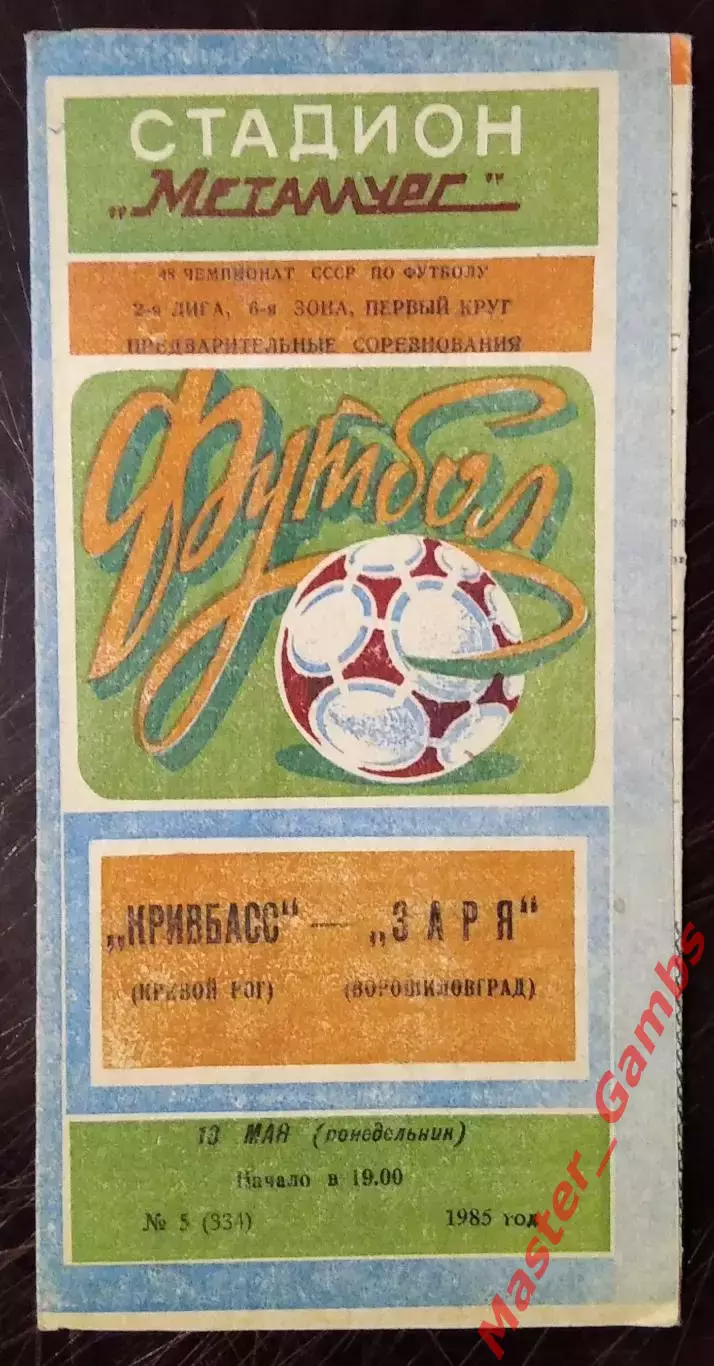 СТАДИОН
„МЕТАЛЛУРГ"
48 ЧЕМПИОНАТ СССР ПО ФУТБОЛУ
2-я ЛИГА, 6-я ЗОНА, ПЕРВЫЙ КРУГ
ПРЕДВАРИТЕЛЬНЫЕ СОРЕВНОВАНИЯ
Футбол
„КРИВБАСС" — „ЗАРЯ"
(КРИВОЙ РОГ) (ВОРОШИЛОВГРАД)
13 МАЯ (понедельник)
Начало в 19.00
№ 5 (334) 1985 год
Master_Gambs